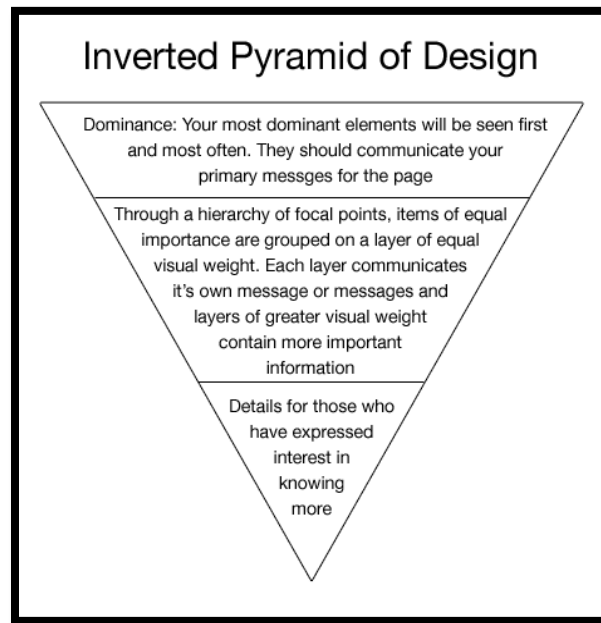 Inverted Pyramid of Design
Dominance: Your most dominant elements will be seen first
and most often. They should communicate your
primary messges for the page
Through a hierarchy of focal points, items of equal
importance are grouped on a layer of equal
visual weight. Each layer communicates
it's own message or messages and
layers of greater visual weight
contain more important
information
Details for those who
have expressed
interest in
knowing
more